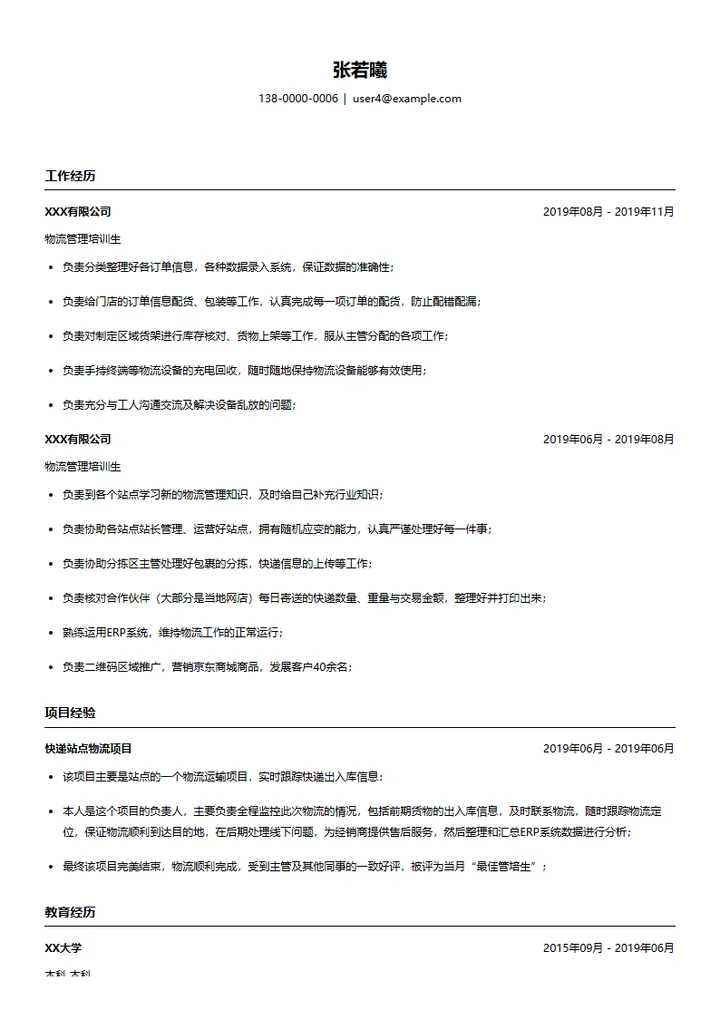 张若曦
138-0000-0006 | user4@example.com
工作经历
XXX有限公司 2019年08月 - 2019年11月
物流管理培训生
• 负责分类整理好各订单信息，各种数据录入系统，保证数据的准确性；
• 负责给门店的订单信息配货、包装等工作，认真完成每一项订单的配货，防止配错配漏；
• 负责对制定区域货架进行库存核对、货物上架等工作，服从主管分配的各项工作；
• 负责手持终端等物流设备的充电回收，随时随地保持物流设备能够有效使用；
• 负责充分与工人沟通交流及解决设备乱放的问题；
XXX有限公司 2019年06月 - 2019年08月
物流管理培训生
• 负责到各个站点学习新的物流管理知识，及时给自己补充行业知识；
• 负责协助各站点站长管理、运营好站点，拥有随机应变的能力，认真严谨处理好每一件事；
• 负责协助分拣区主管处理好包裹的分拣，快递信息的上传等工作；
• 负责核对合作伙伴（大部分是当地网店）每日寄送的快递数量、重量与交易金额，整理好并打印出来；
• 熟练运用ERP系统，维持物流工作的正常运行；
• 负责二维码区域推广，营销京东商城商品，发展客户40余名；
项目经验
快递站点物流项目 2019年06月 - 2019年06月
• 该项目主要是站点的一个物流运输项目，实时跟踪快递出入库信息；
• 本人是这个项目的负责人，主要负责全程监控此次物流的情况，包括前期货物的出入库信息，及时联系物流，随时跟踪物流定
位，保证物流顺利到达目的地，在后期处理线下问题，为经销商提供售后服务，然后整理和汇总ERP系统数据进行分析；
• 最终该项目完美结束，物流顺利完成，受到主管及其他同事的一致好评，被评为当月“最佳管培生”；
教育经历
XX大学 2015年09月 - 2019年06月
本科 本科